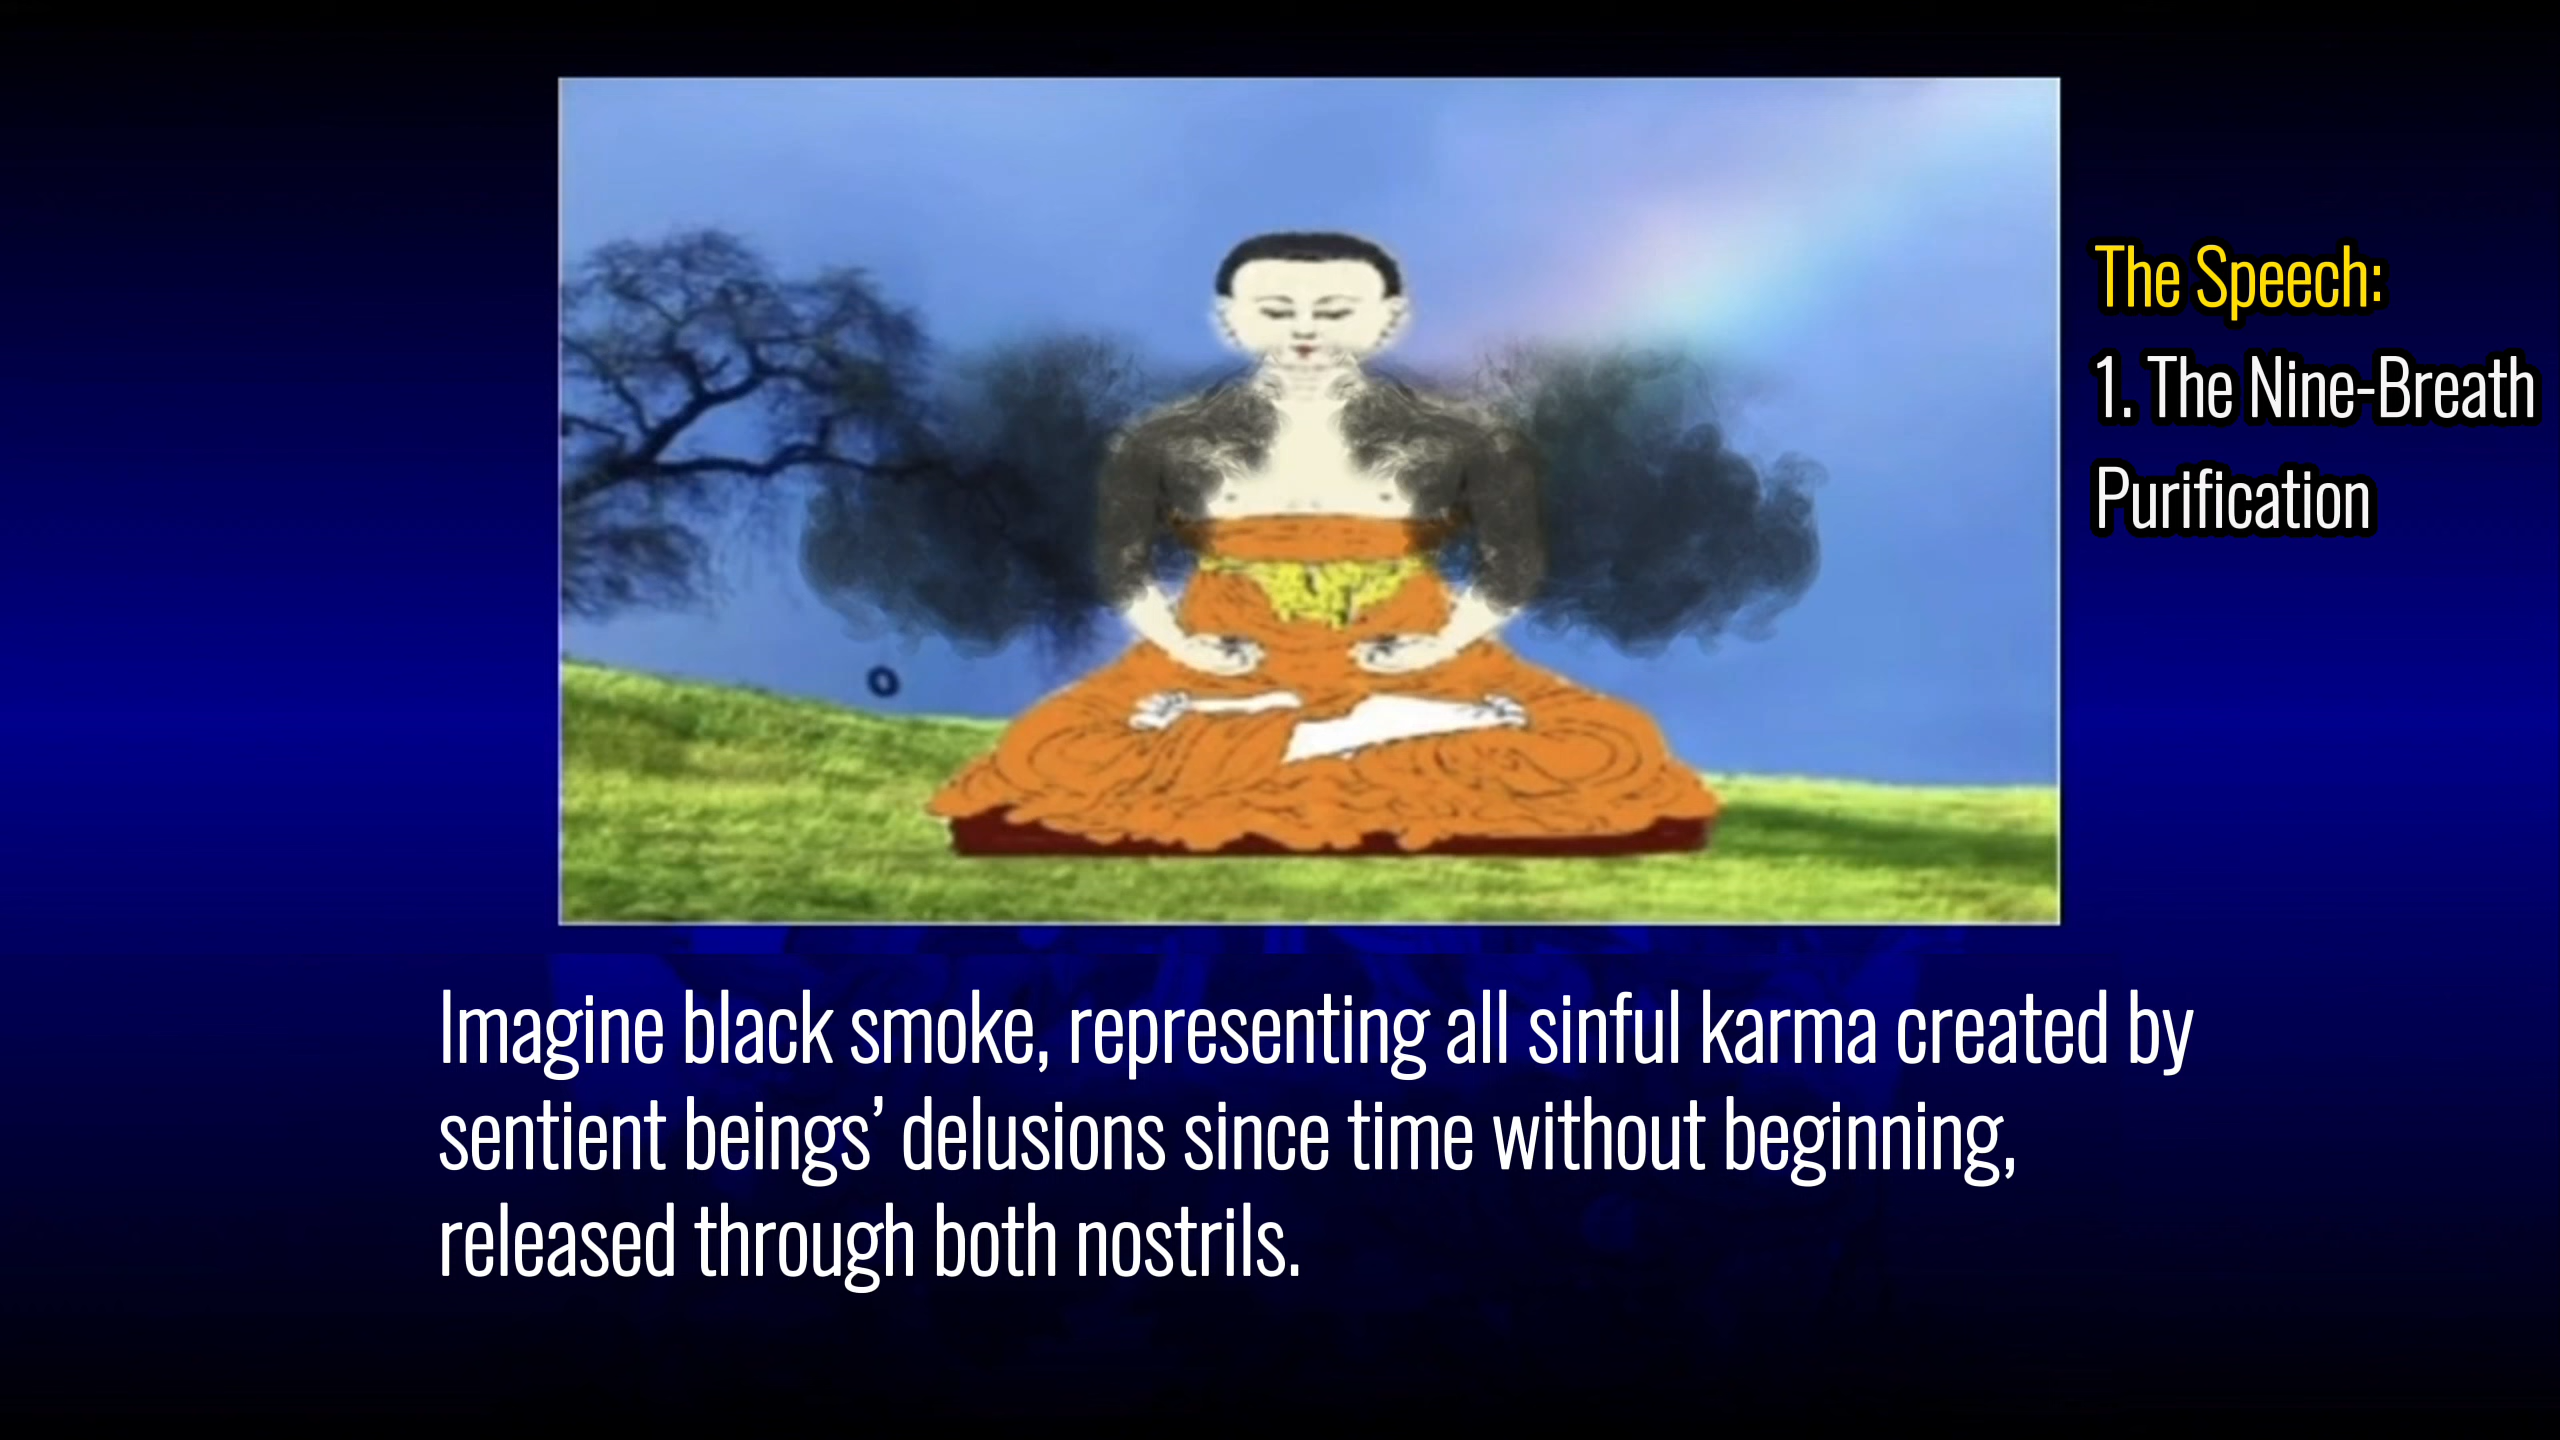 The Speech:
1. The Nine-Breath
Purification
Imagine black smoke, representing all sinful karma created by
sentient beings’ delusions since time without beginning,
released through both nostrils.